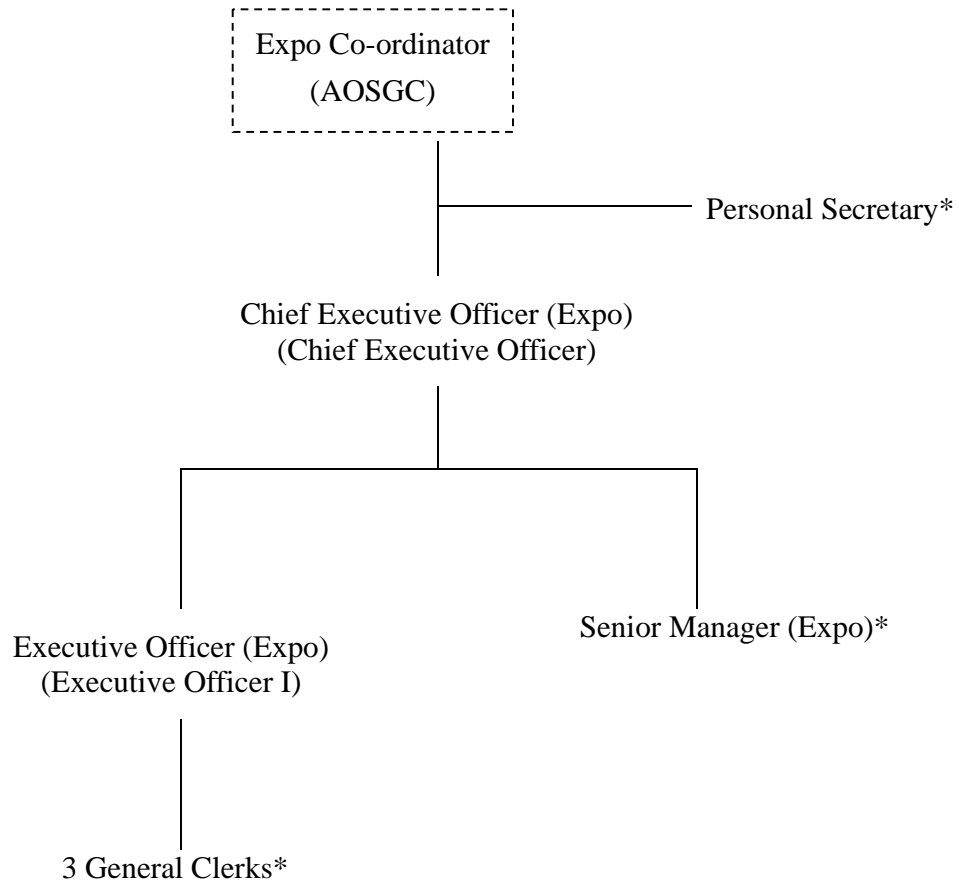 Expo Co-ordinator
(AOSGC)
Personal Secretary*
Chief Executive Officer (Expo)
(Chief Executive Officer)
Executive Officer (Expo)
(Executive Officer I)
Senior Manager (Expo)*
3 General Clerks*